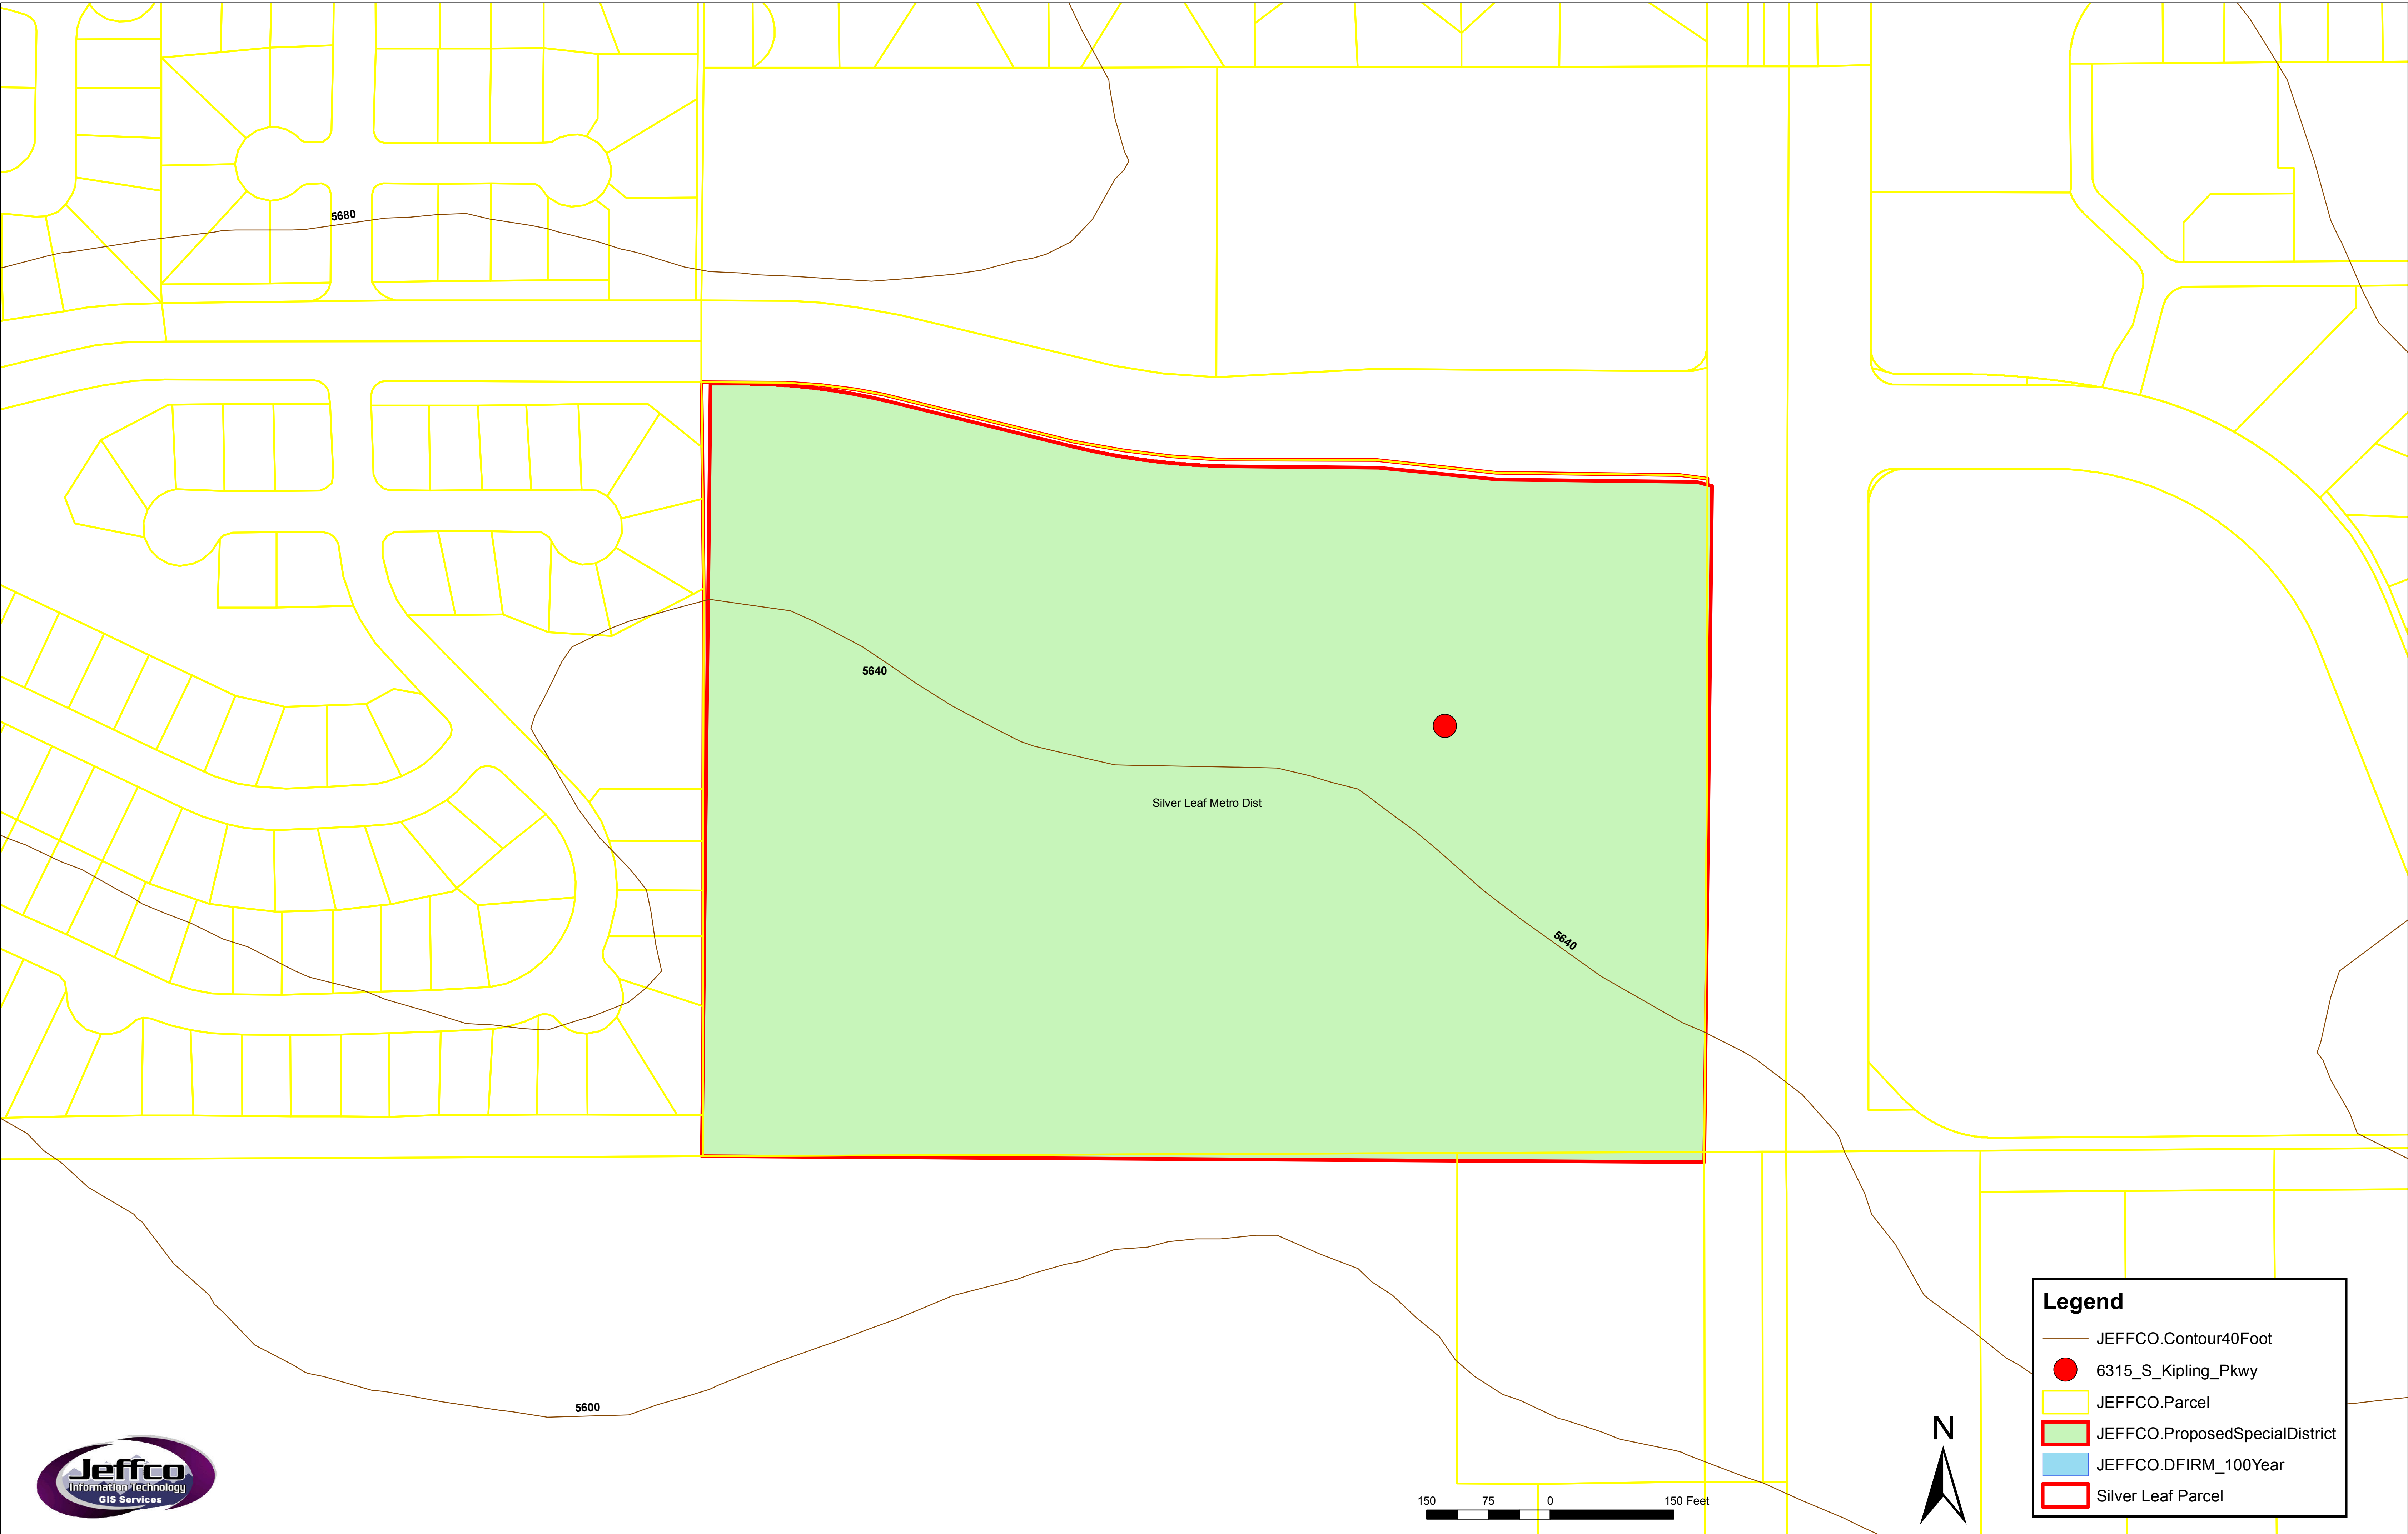 5680
5640
Silver Leaf Metro Dist
5640
5600
Legend
JEFFCO.Contour40Foot
6315_S_Kipling_Pkwy
JEFFCO.Parcel
JEFFCO.ProposedSpecialDistrict
JEFFCO.DFIRM_100Year
Silver Leaf Parcel
N
150 75 0 150 Feet
Jeffco
Information Technology
GIS Services